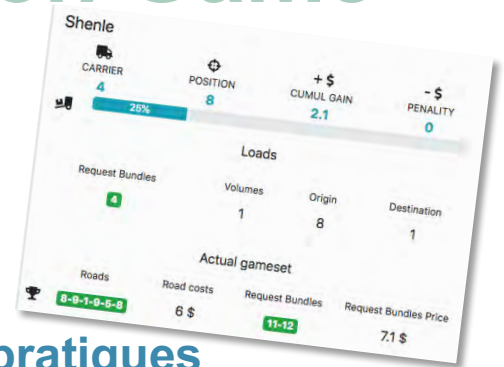 on Game
Shenle
+ $ - $
CARRIER POSITION CUMUL GAIN PENALITY
4 8 2.1 0
25%
Loads
Request Bundles Volumes Origin Destination
4 1 8 1
Actual gameset
Roads Road costs Request Bundles Request Bundles Price
8-9-1-9-5-8 6 $ 11-12 7.1 $
pratiques